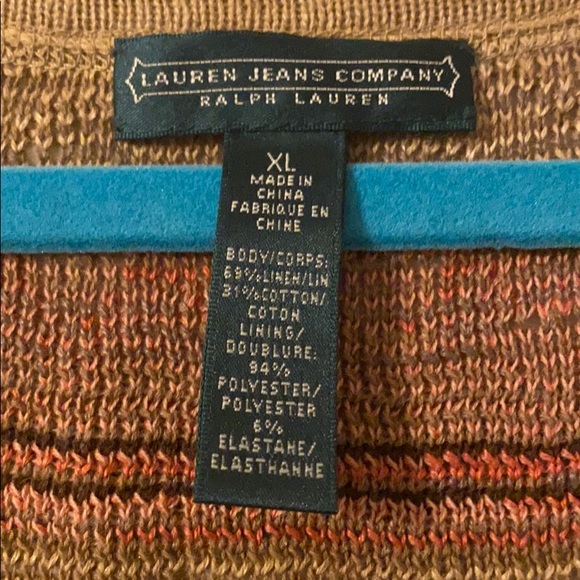 LAUREN JEANS COMPANY
RALPH LAUREN
XL
MADE IN
CHINA
FABRIQUE EN
CHINE
BODY/CORPS:
69% LINEN/LIN
31% COTTON/
COTON
LINING/
DOUBLURE:
94%
POLYESTER/
POLYESTER
6%
ELASTANE/
ELASTHANNE